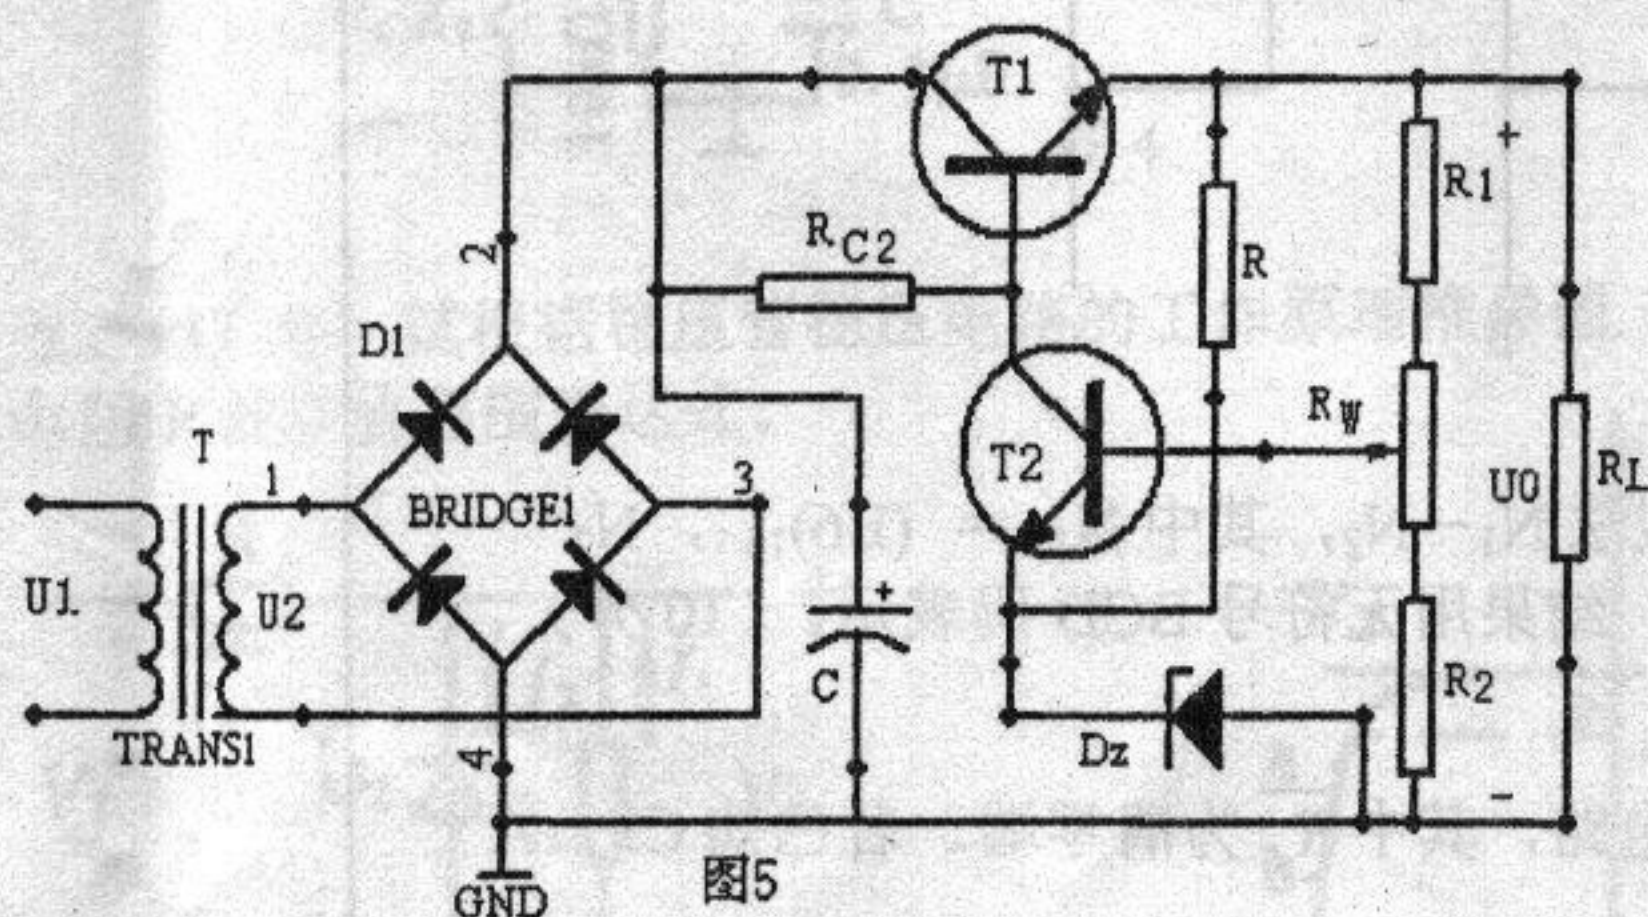 T1
+
R1
RC2
2
R
D1
RW
T
1
3
T2
BRIDGE1
U0
RL
U1
U2
+
C
R2
TRANS1
4
Dz
-
图5
GND